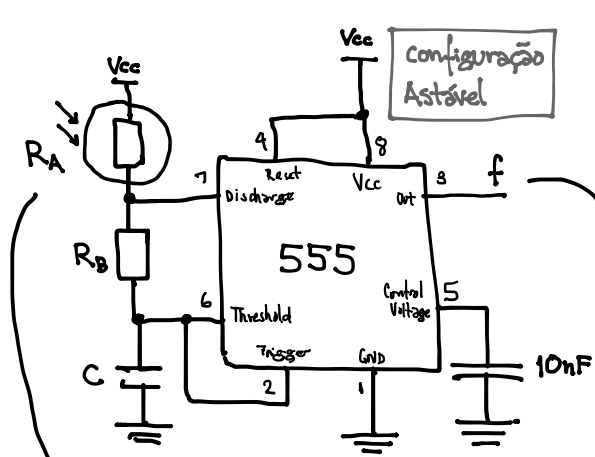 Vcc
Configuração
Astável
Vcc
RA
4
8
7
Reset
Vcc
3
f
Discharge
Out
RB
555
6
Threshold
Control
Voltage
5
Trigger
GND
C
2
1
10nF